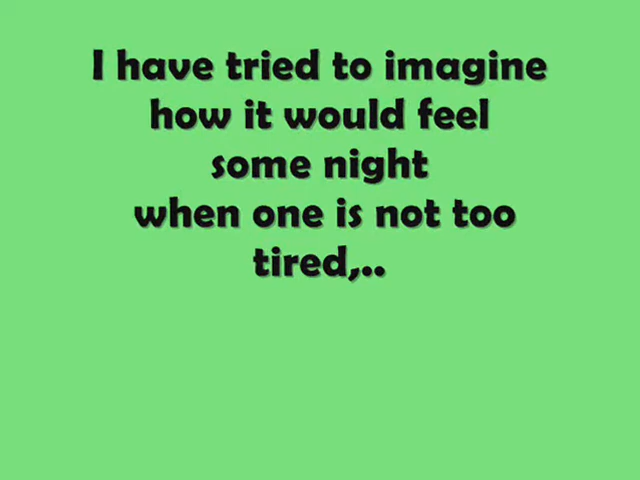 I have tried to imagine
how it would feel
some night
when one is not too
tired,..